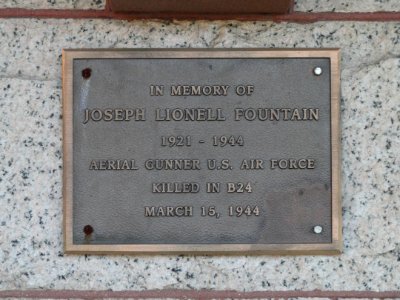 IN MEMORY OF
JOSEPH LIONELL FOUNTAIN
1921 - 1944
AERIAL GUNNER U.S. AIR FORCE
KILLED IN B24
MARCH 15, 1944